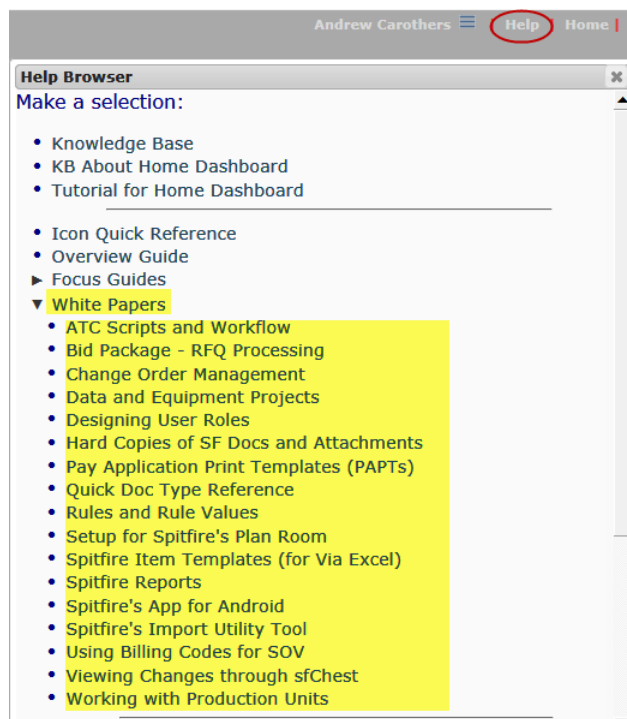 Andrew Carothers Help | Home |
Help Browser
Make a selection:
• Knowledge Base
• KB About Home Dashboard
• Tutorial for Home Dashboard
• Icon Quick Reference
• Overview Guide
► Focus Guides
▼ White Papers
• ATC Scripts and Workflow
• Bid Package - RFQ Processing
• Change Order Management
• Data and Equipment Projects
• Designing User Roles
• Hard Copies of SF Docs and Attachments
• Pay Application Print Templates (PAPTs)
• Quick Doc Type Reference
• Rules and Rule Values
• Setup for Spitfire's Plan Room
• Spitfire Item Templates (for Via Excel)
• Spitfire Reports
• Spitfire's App for Android
• Spitfire's Import Utility Tool
• Using Billing Codes for SOV
• Viewing Changes through sfChest
• Working with Production Units